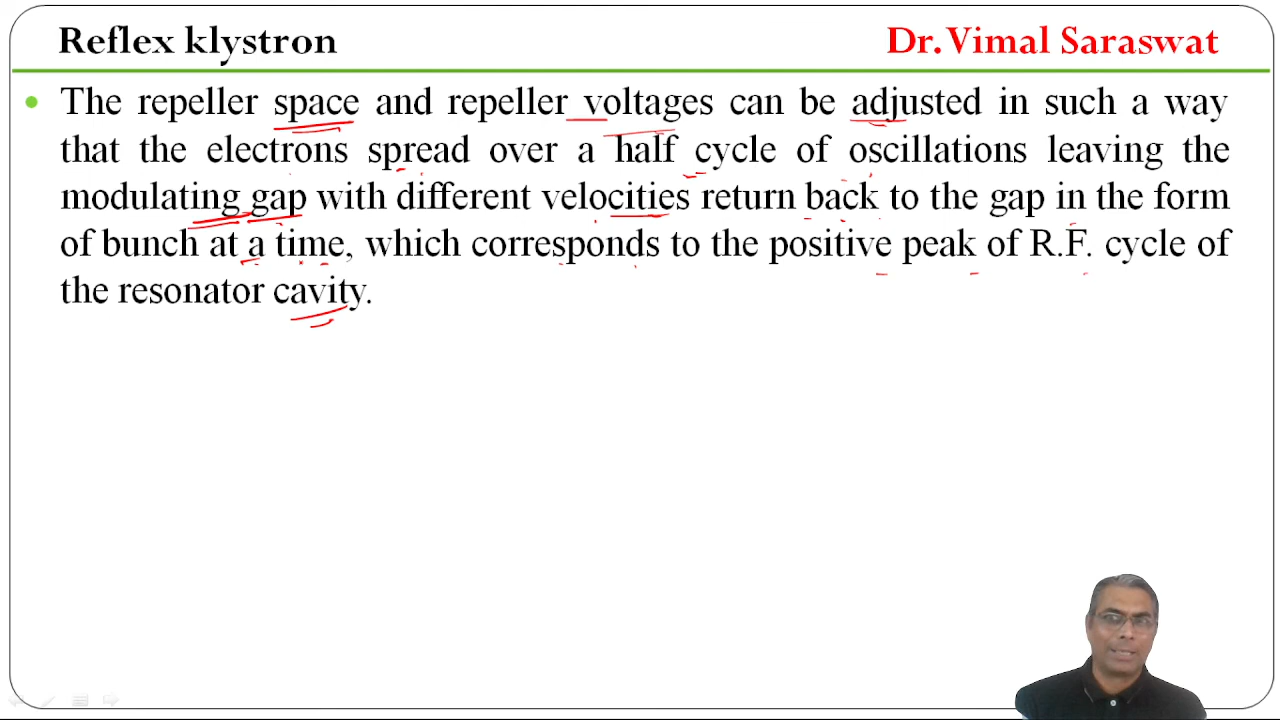 Reflex klystron
Dr. Vimal Saraswat
The repeller space and repeller voltages can be adjusted in such a way
that the electrons spread over a half cycle of oscillations leaving the
modulating gap with different velocities return back to the gap in the form
of bunch at a time, which corresponds to the positive peak of R.F. cycle of
the resonator cavity.